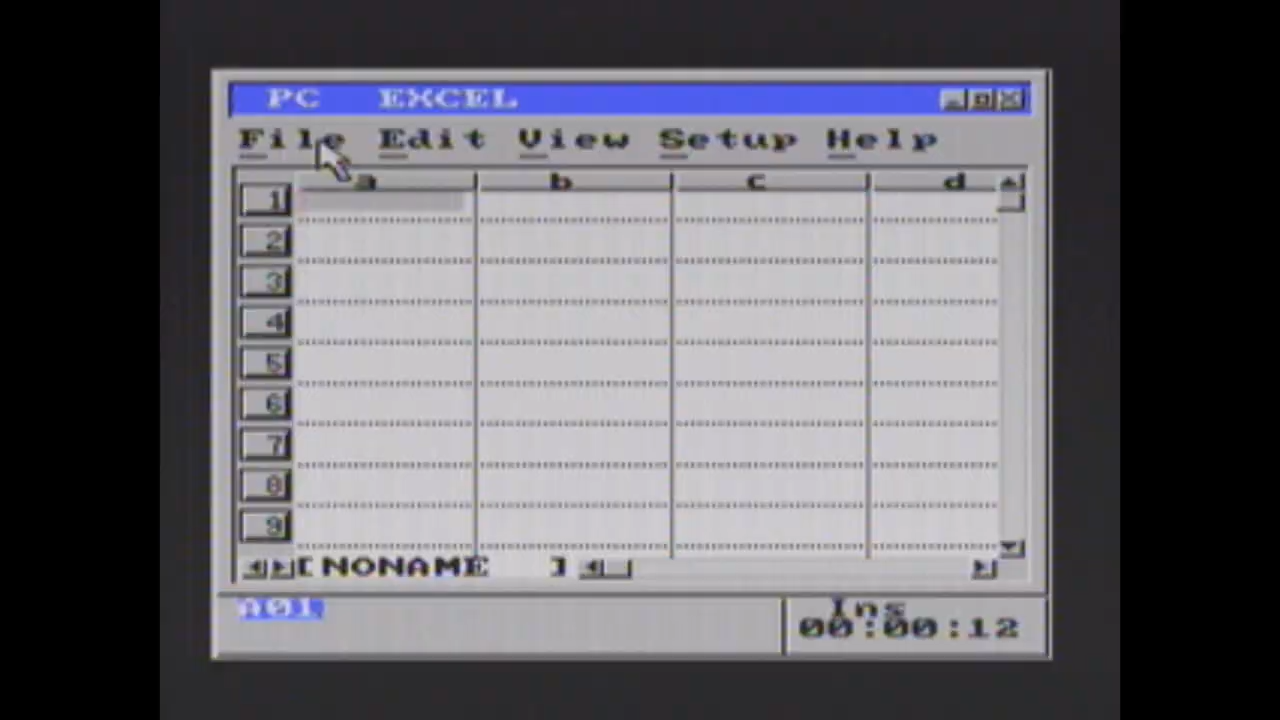 PC EXCEL
File Edit View Setup Help
a b c d
1
2
3
4
5
6
7
8
9
[NONAME ]
A01
Ins
00:00:12